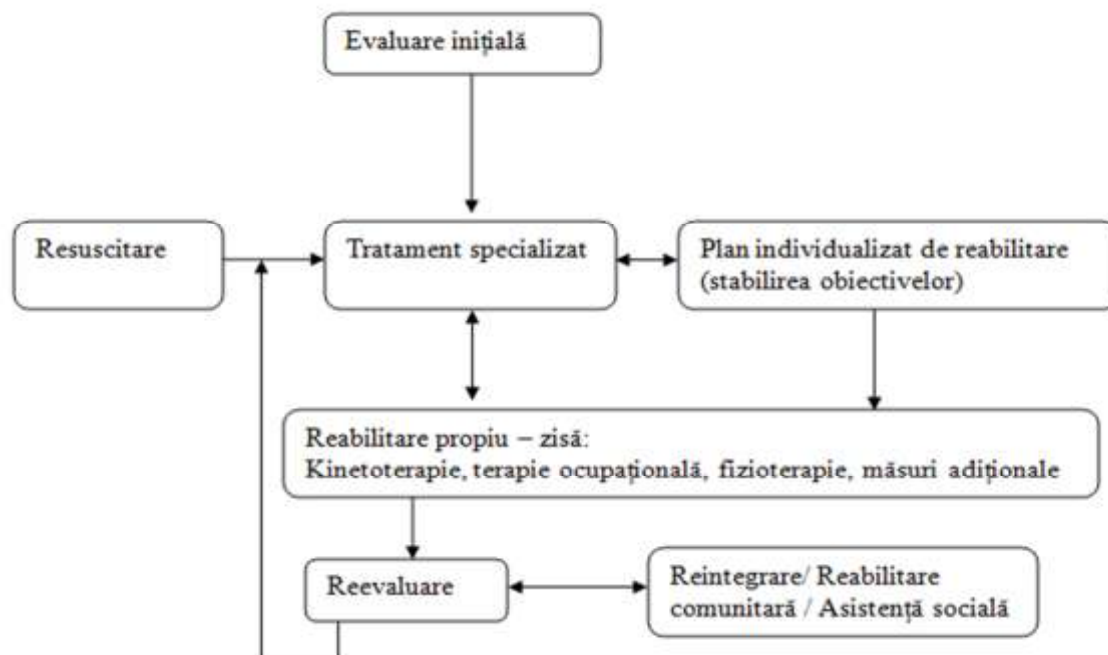 Evaluare inițială
Resuscitare
Tratament specializat
Plan individualizat de reabilitare
(stabilirea obiectivelor)
Reabilitare propiu – zisă:
Kinetoterapie, terapie ocupațională, fizioterapie, măsuri adiționale
Reevaluare
Reintegrare/ Reabilitare
comunitară / Asistență socială